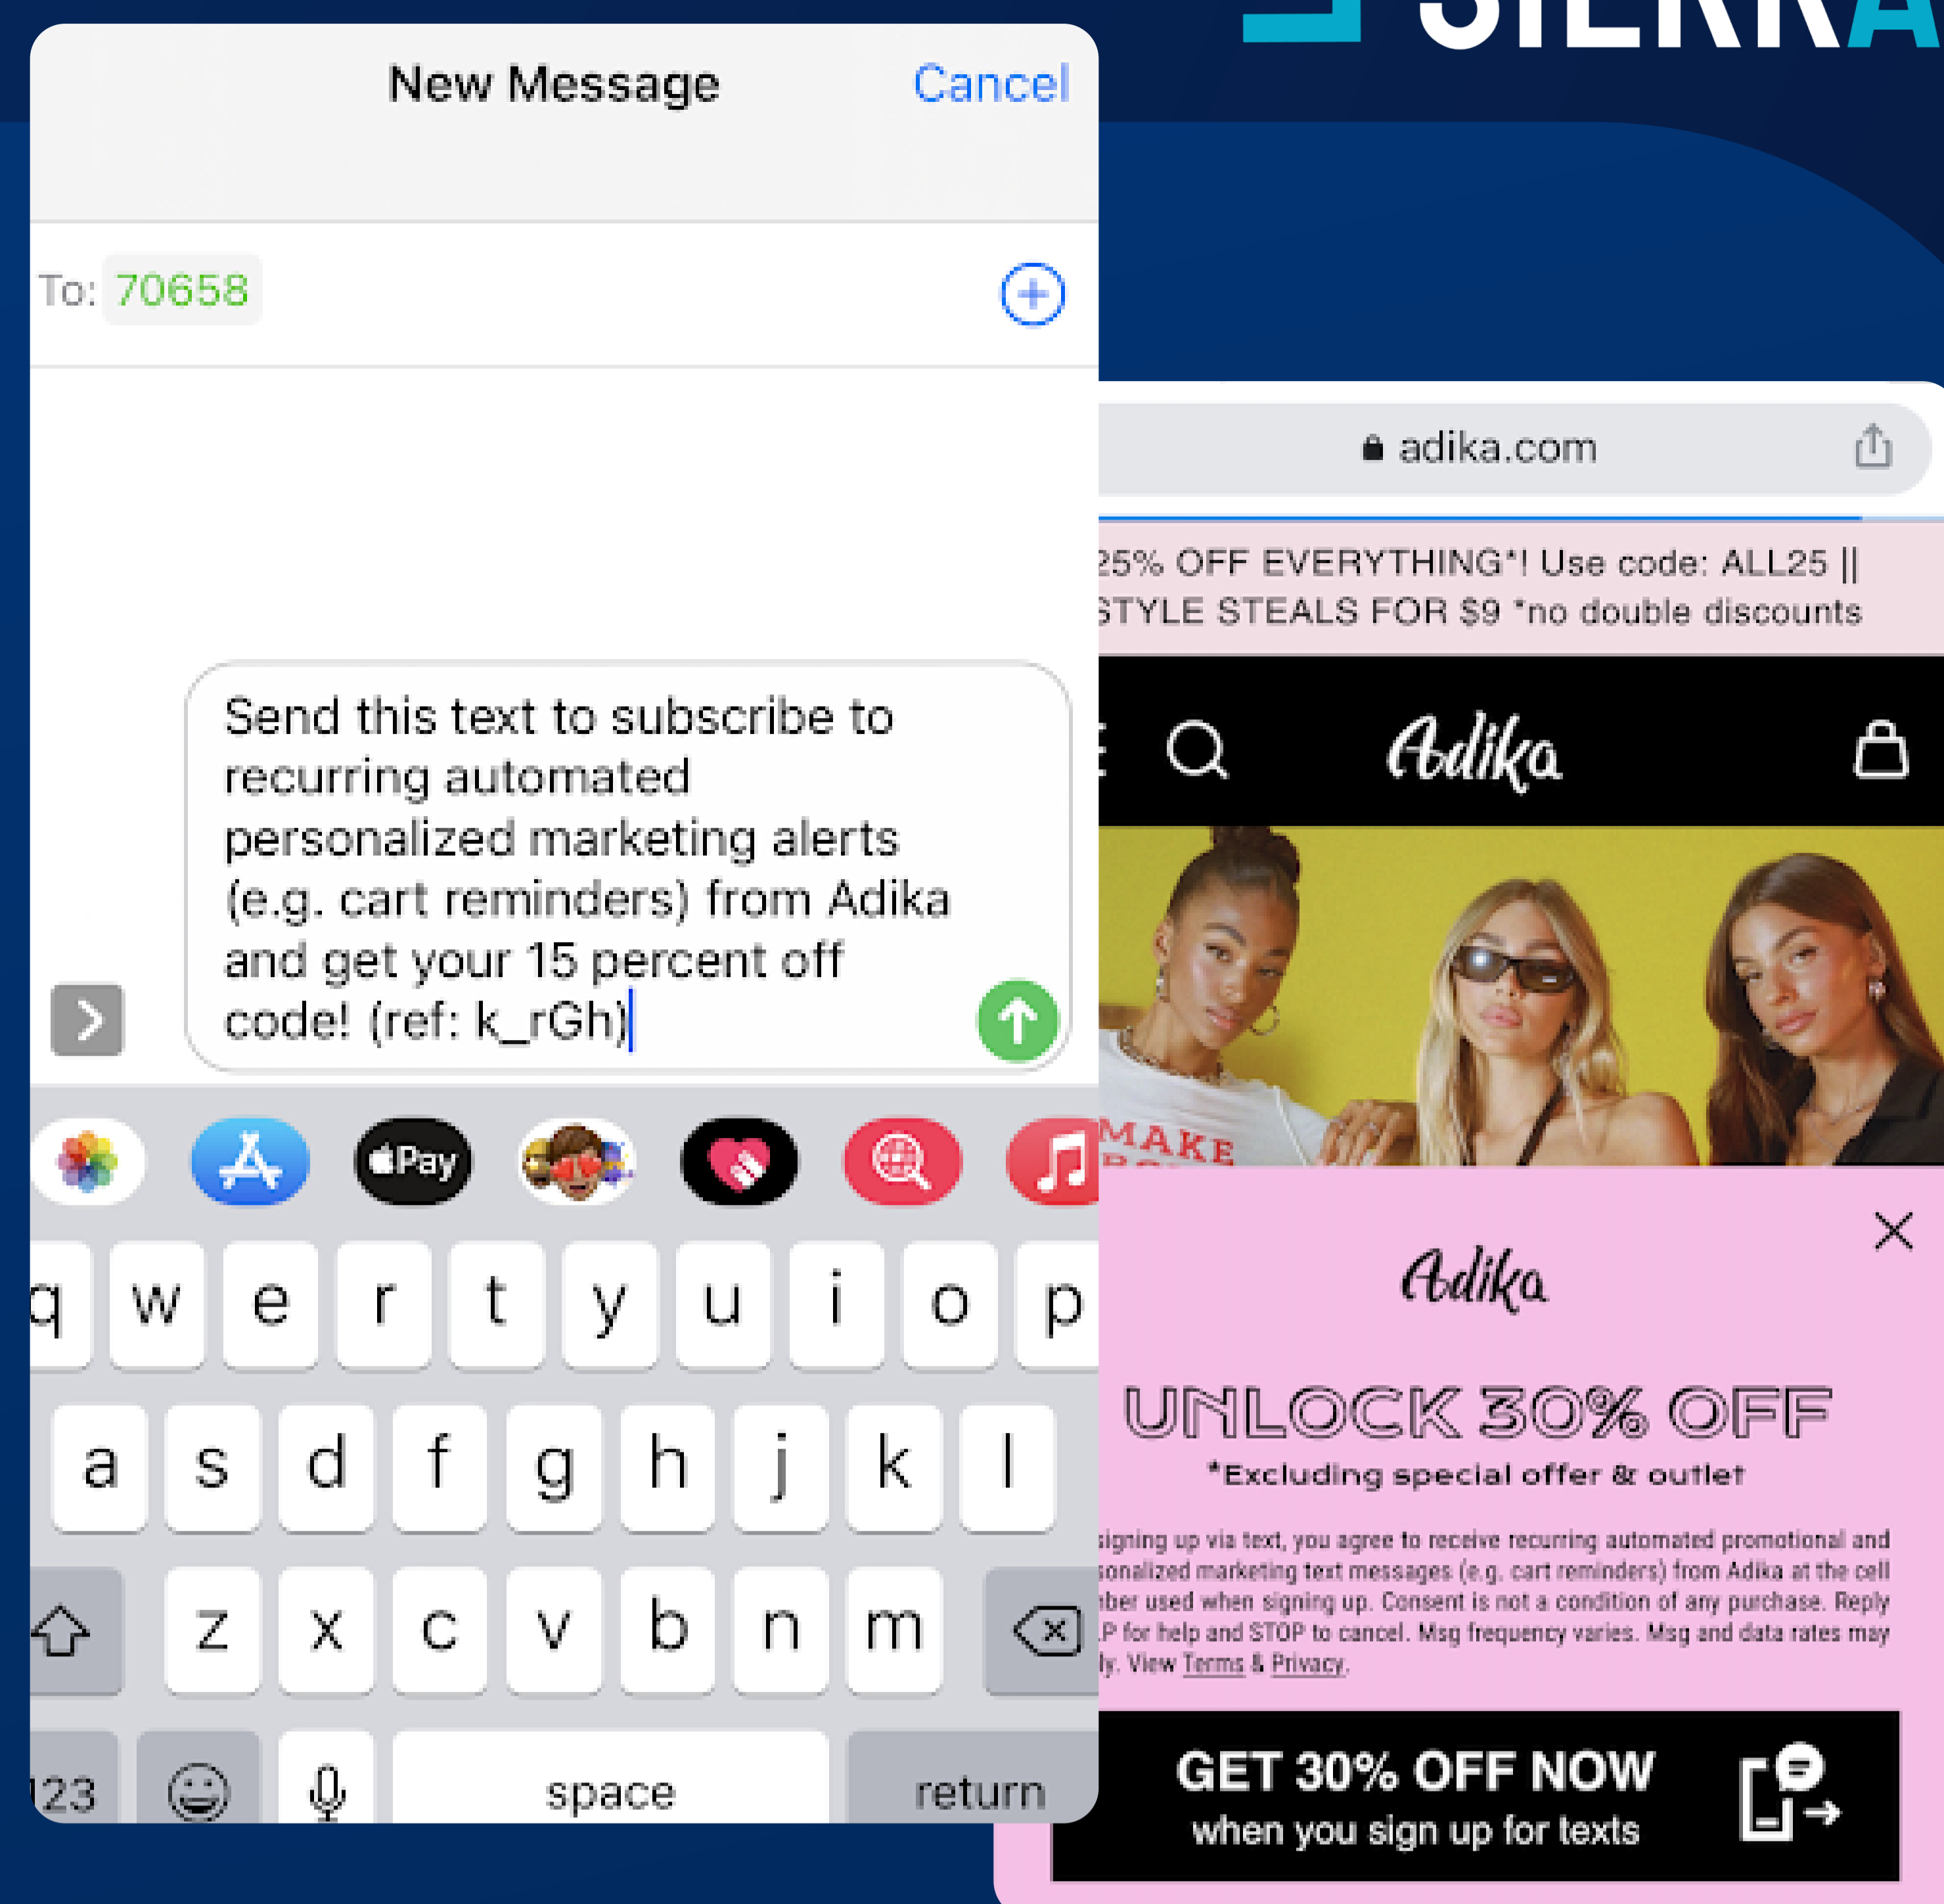 SIERRA
New Message
Cancel
To: 70658
Send this text to subscribe to
recurring automated
personalized marketing alerts
(e.g. cart reminders) from Adika
and get your 15 percent off
code! (ref: k_rGh)
Pay
q w e r t y u i o p
a s d f g h j k l
z x c v b n m
123 space return
adika.com
25% OFF EVERYTHING*! Use code: ALL25 ||
STYLE STEALS FOR $9 *no double discounts
Adika
MAKE
Adika
UNLOCK 30% OFF
*Excluding special offer & outlet
signing up via text, you agree to receive recurring automated promotional and
marketing text messages (e.g. cart reminders) from Adika at the cell
used when signing up. Consent is not a condition of any purchase. Reply
for help and STOP to cancel. Msg frequency varies. Msg and data rates may
View Terms & Privacy.
GET 30% OFF NOW
when you sign up for texts